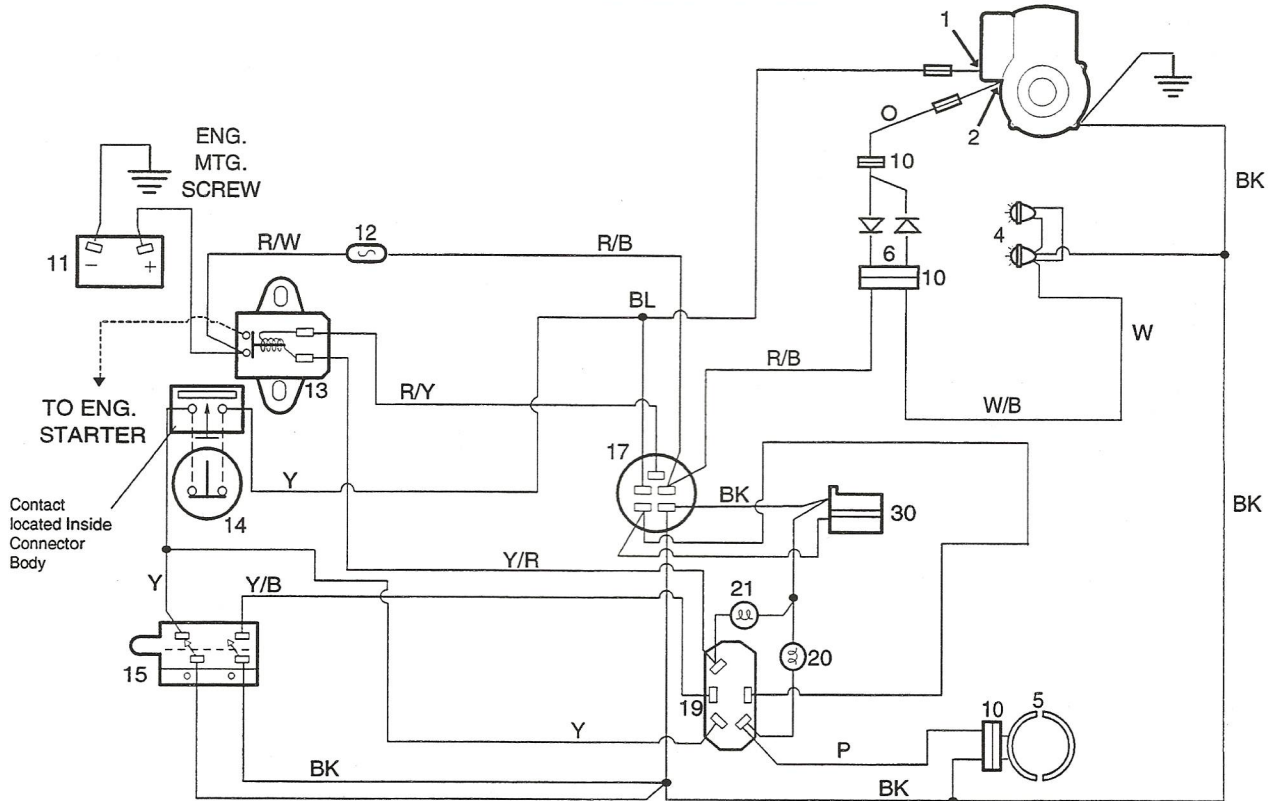 1
2
O
10
BK
ENG.
MTG.
SCREW
4
11
−
+
R/W
12
R/B
6
10
BL
W
R/B
13
R/Y
W/B
TO ENG.
STARTER
17
Y
BK
30
BK
Contact
located Inside
Connector
Body
14
Y/R
Y
Y/B
21
20
15
19
10
5
Y
P
BK
BK